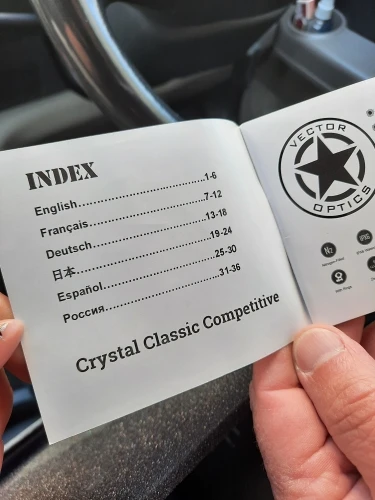 INDEX
English........................................1-6
Français......................................7-12
Deutsch.....................................13-18
日本...........................................19-24
Español.....................................25-30
Россия......................................31-36
Crystal Classic Competitive
VECTOR
OPTICS
N2